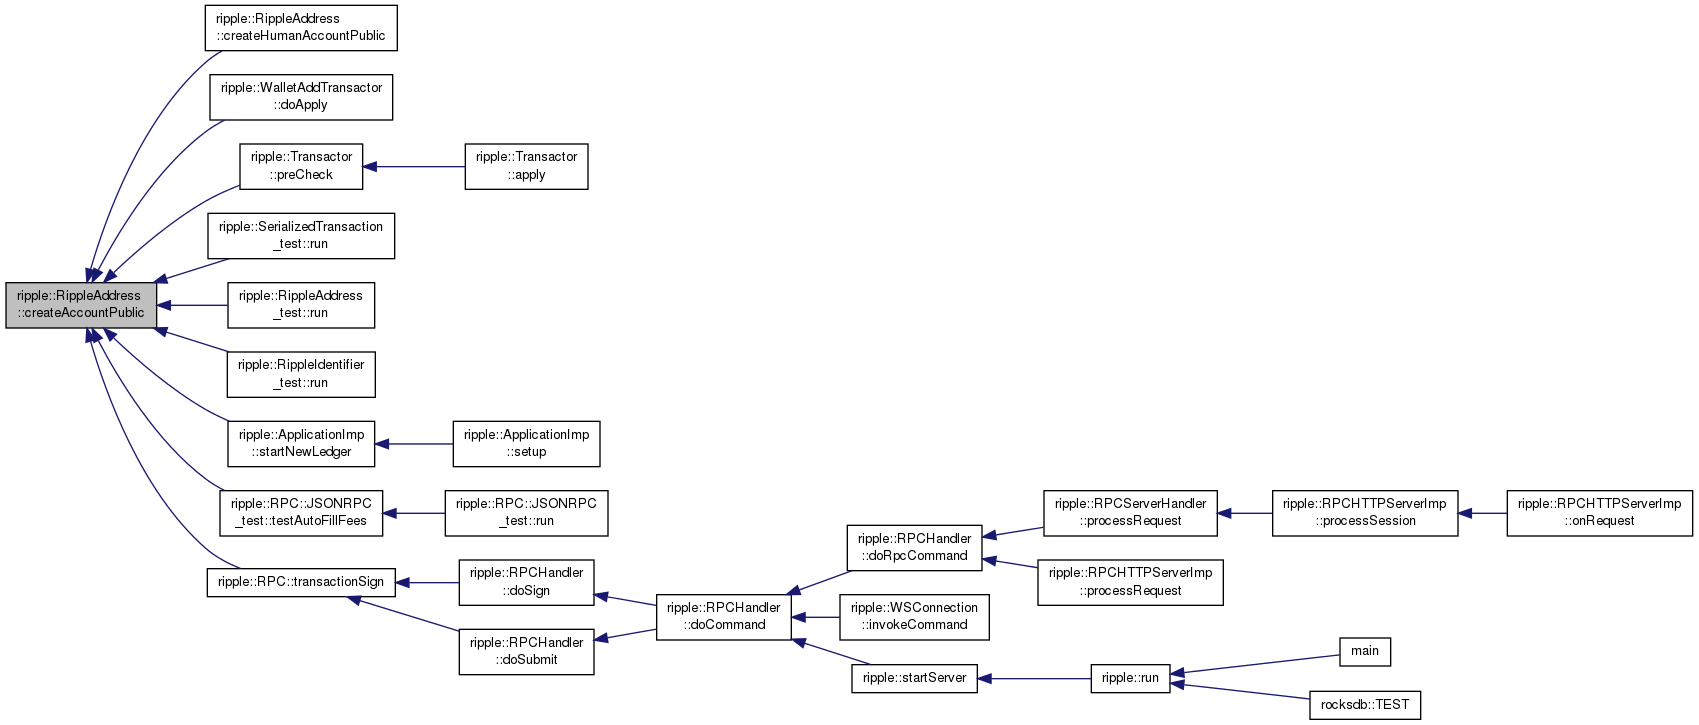 ripple::RippleAddress
::createHumanAccountPublic
ripple::WalletAddTransactor
::doApply
ripple::Transactor
::preCheck
ripple::Transactor
::apply
ripple::SerializedTransaction
_test::run
ripple::RippleAddress
::createAccountPublic
ripple::RippleAddress
_test::run
ripple::RippleIdentifier
_test::run
ripple::ApplicationImp
::startNewLedger
ripple::ApplicationImp
::setup
ripple::RPC::JSONRPC
_test::testAutoFillFees
ripple::RPC::JSONRPC
_test::run
ripple::RPC::transactionSign
ripple::RPCHandler
::doSign
ripple::RPCHandler
::doSubmit
ripple::RPCHandler
::doCommand
ripple::RPCHandler
::doRpcCommand
ripple::RPCServerHandler
::processRequest
ripple::RPCHTTPServerImp
::processSession
ripple::RPCHTTPServerImp
::onRequest
ripple::RPCHTTPServerImp
::processRequest
ripple::WSConnection
::invokeCommand
ripple::startServer
ripple::run
main
rocksdb::TEST